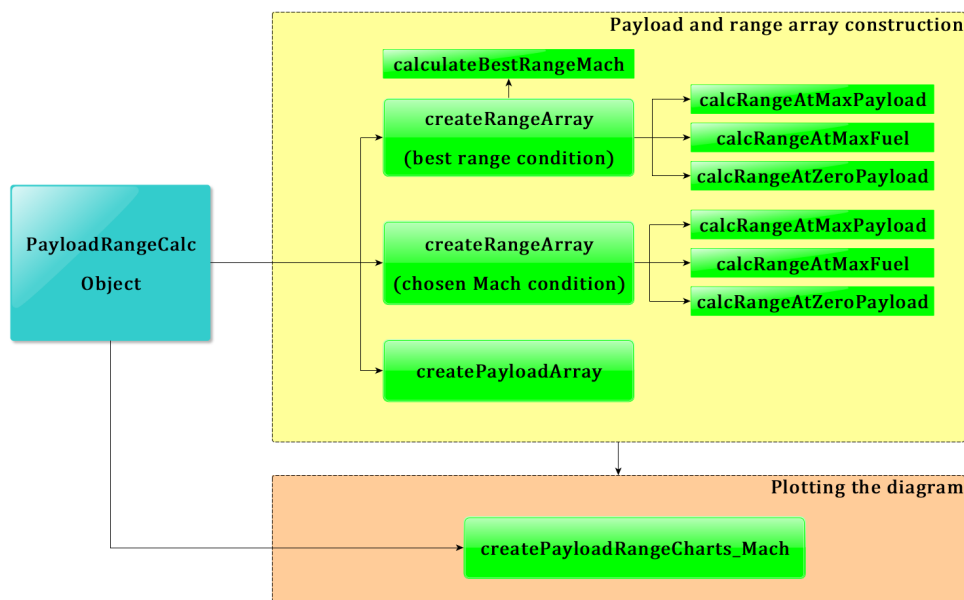 Payload and range array construction
calculateBestRangeMach
createRangeArray
(best range condition)
calcRangeAtMaxPayload
calcRangeAtMaxFuel
calcRangeAtZeroPayload
PayloadRangeCalc
Object
createRangeArray
(chosen Mach condition)
calcRangeAtMaxPayload
calcRangeAtMaxFuel
calcRangeAtZeroPayload
createPayloadArray
Plotting the diagram
createPayloadRangeCharts_Mach